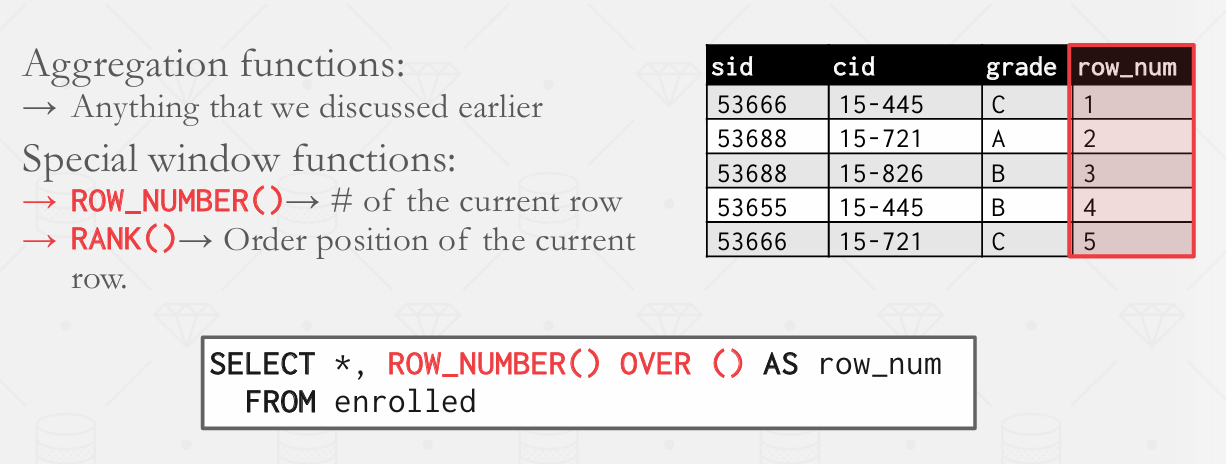 Aggregation functions:
→ Anything that we discussed earlier
Special window functions:
→ ROW_NUMBER()→ # of the current row
→ RANK()→ Order position of the current
row.
sid cid grade row_num
53666 15-445 C 1
53688 15-721 A 2
53688 15-826 B 3
53655 15-445 B 4
53666 15-721 C 5
SELECT *, ROW_NUMBER() OVER () AS row_num
FROM enrolled